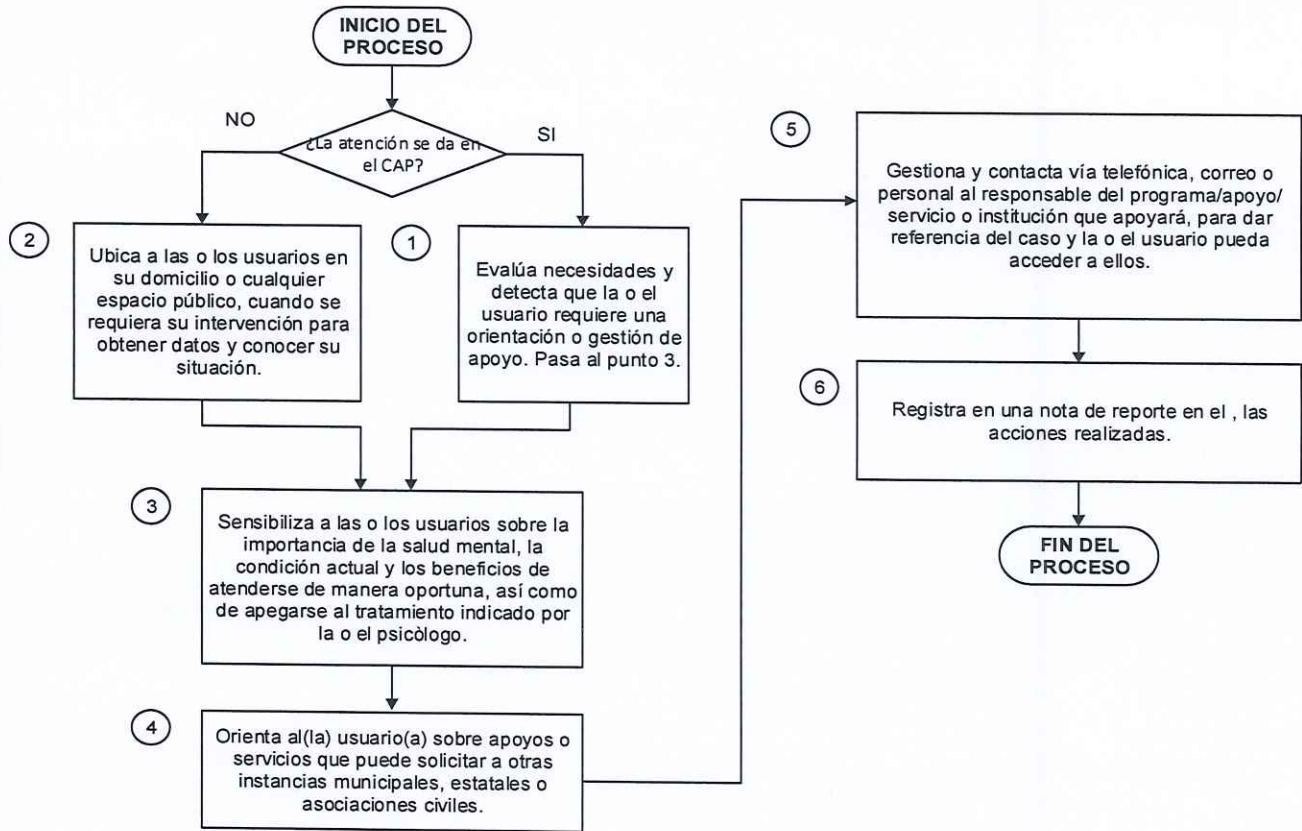 INICIO DEL
PROCESO
NO
SI
¿La atención se da en
el CAP?
2
Ubica a las o los usuarios en
su domicilio o cualquier
espacio público, cuando se
requiera su intervención para
obtener datos y conocer su
situación.
1
Evalúa necesidades y
detecta que la o el
usuario requiere una
orientación o gestión de
apoyo. Pasa al punto 3.
3
Sensibiliza a las o los usuarios sobre la
importancia de la salud mental, la
condición actual y los beneficios de
atenderse de manera oportuna, así como
de apegarse al tratamiento indicado por
la o el psicòlogo.
4
Orienta al(la) usuario(a) sobre apoyos o
servicios que puede solicitar a otras
instancias municipales, estatales o
asociaciones civiles.
5
Gestiona y contacta vía telefónica, correo o
personal al responsable del programa/apoyo/
servicio o institución que apoyará, para dar
referencia del caso y la o el usuario pueda
acceder a ellos.
6
Registra en una nota de reporte en el , las
acciones realizadas.
FIN DEL
PROCESO